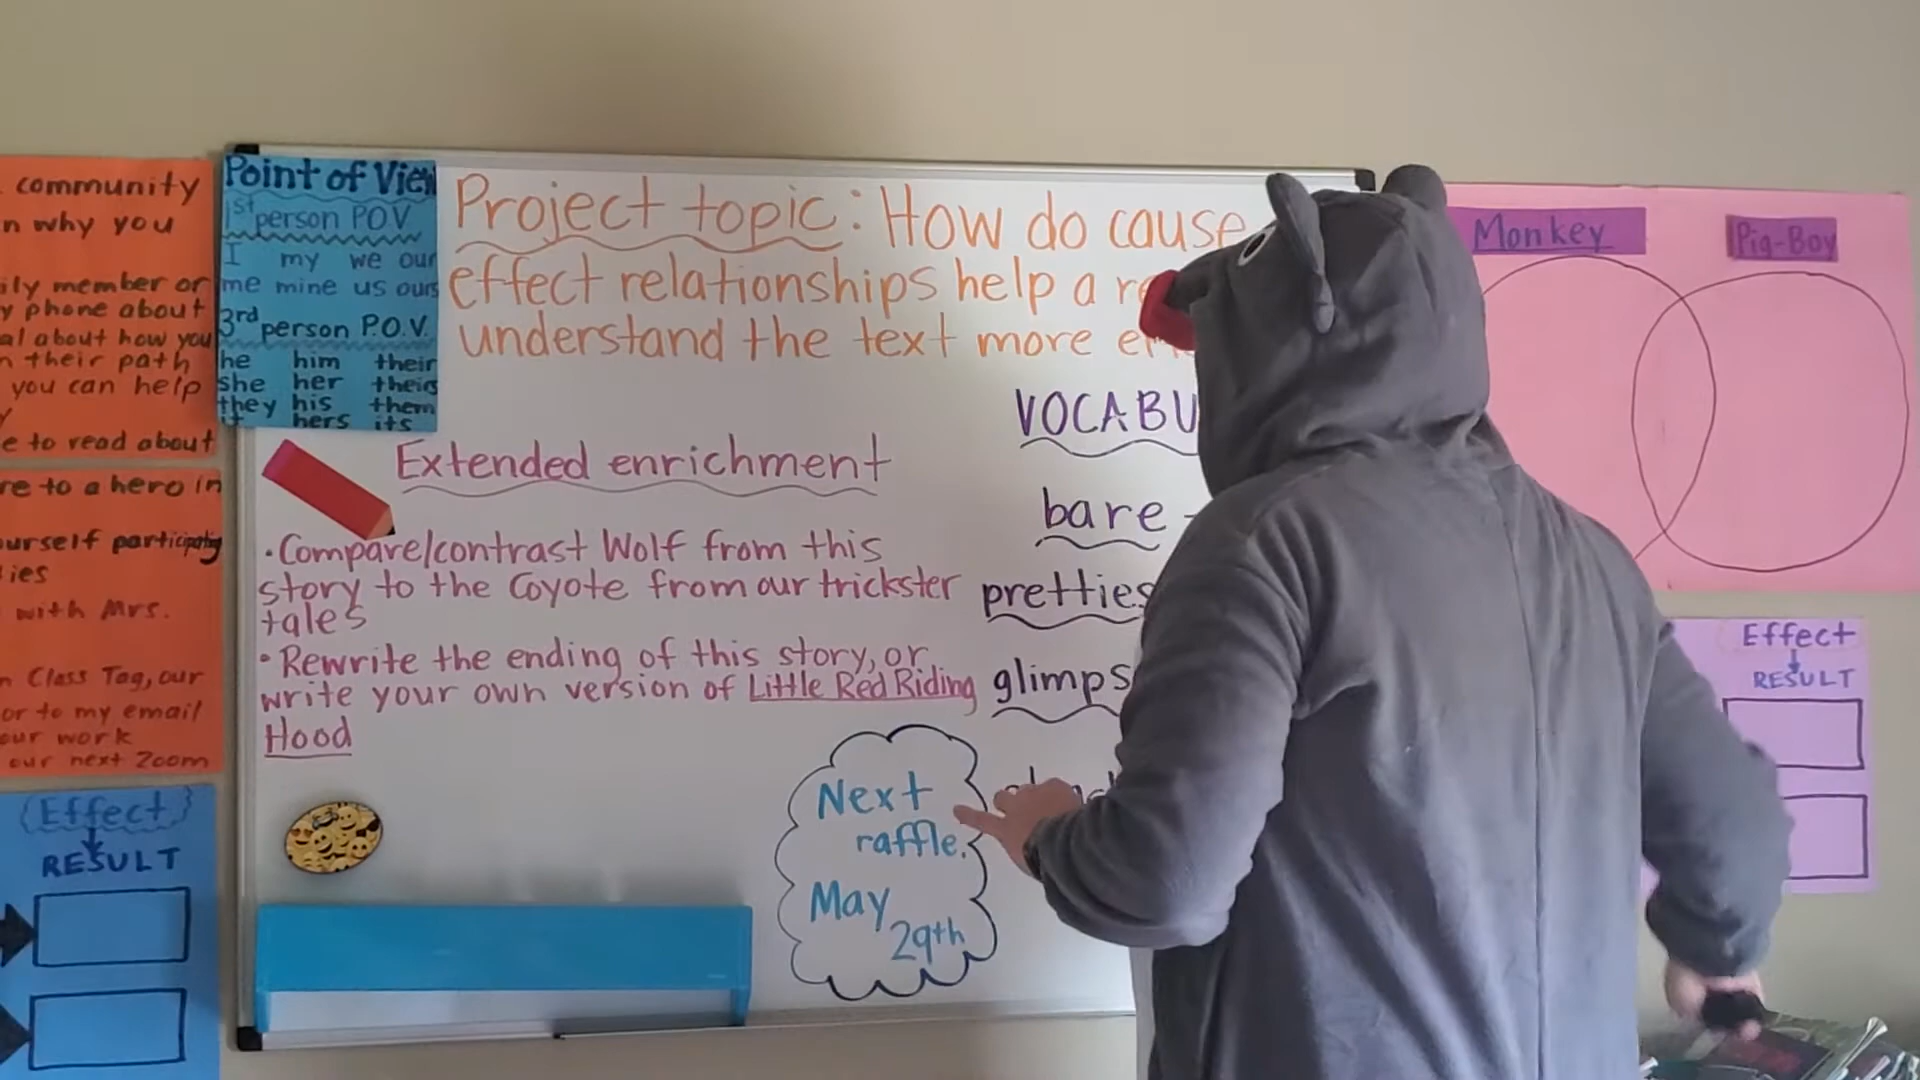 community
n why you
ily member or
y phone about
al about how you
n their path
you can help
y
e to read about
re to a hero in
ourself participating
ies
with Mrs.
n Class Tag, our
or to my email
our work
our next Zoom
(Effect)
RESULT
Point of View
1st person POV
I my we our
me mine us ours
3rd person P.O.V.
he him their
she her theirs
they his them
it hers its
Project topic: How do cause
effect relationships help a re
understand the text more e
Extended enrichment
• Compare/contrast Wolf from this
story to the Coyote from our trickster
tales
• Rewrite the ending of this story, or
write your own version of Little Red Riding
Hood
VOCABU
bare -
pretties
glimps
Next
raffle:
May
29th
Monkey
Pig-Boy
Effect
RESULT